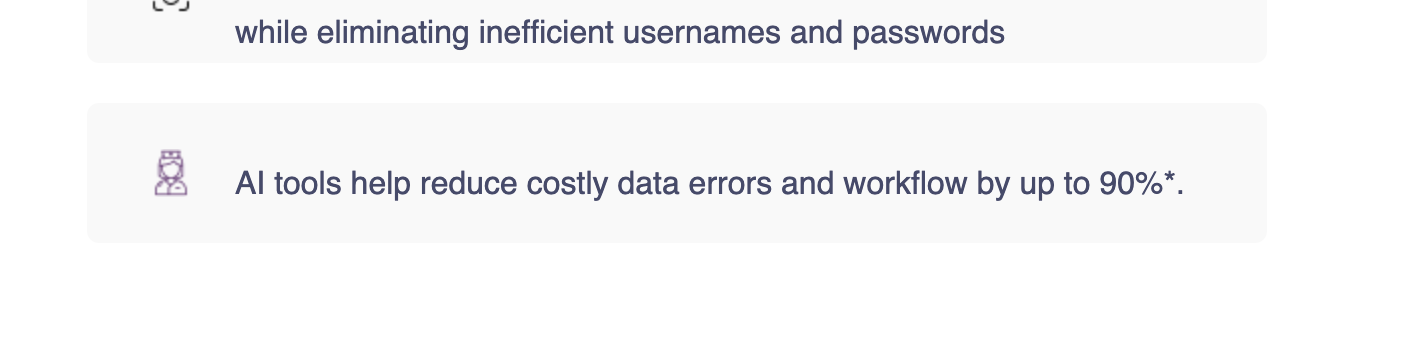 while eliminating inefficient usernames and passwords
AI tools help reduce costly data errors and workflow by up to 90%*.